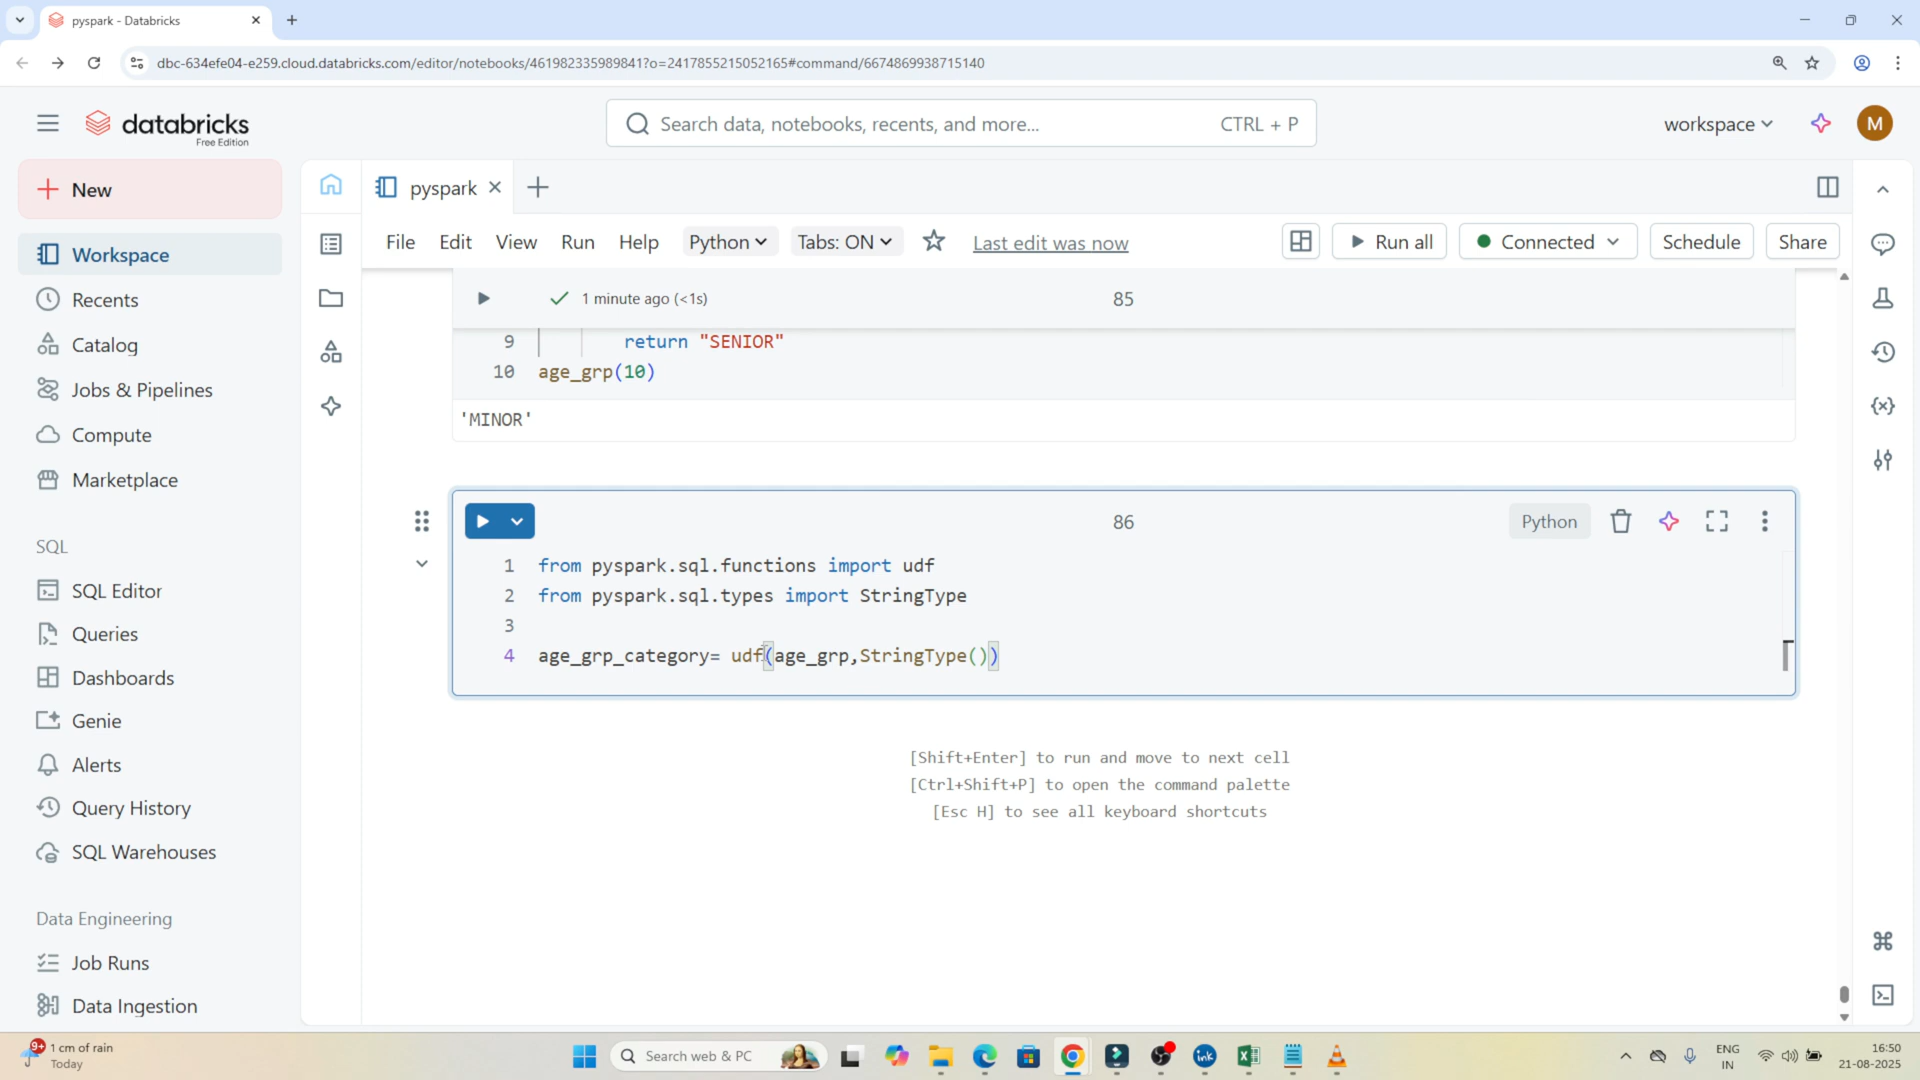 pyspark - Databricks
dbc-634efe04-e259.cloud.databricks.com/editor/notebooks/461982335989841?o=2417855215052165#command/6674869938715140
databricks
Free Edition
Search data, notebooks, recents, and more...
CTRL + P
workspace
M
New
Workspace
Recents
Catalog
Jobs & Pipelines
Compute
Marketplace
SQL
SQL Editor
Queries
Dashboards
Genie
Alerts
Query History
SQL Warehouses
Data Engineering
Job Runs
Data Ingestion
pyspark
File Edit View Run Help Python Tabs: ON Last edit was now
Run all
Connected
Schedule
Share
1 minute ago (<1s)
85
9 return "SENIOR"
10 age_grp(10)
'MINOR'
86
Python
1 from pyspark.sql.functions import udf
2 from pyspark.sql.types import StringType
3
4 age_grp_category= udf(age_grp,StringType())
[Shift+Enter] to run and move to next cell
[Ctrl+Shift+P] to open the command palette
[Esc H] to see all keyboard shortcuts
9+
1 cm of rain
Today
Search web & PC
ink
ENG
IN
16:50
21-08-2025